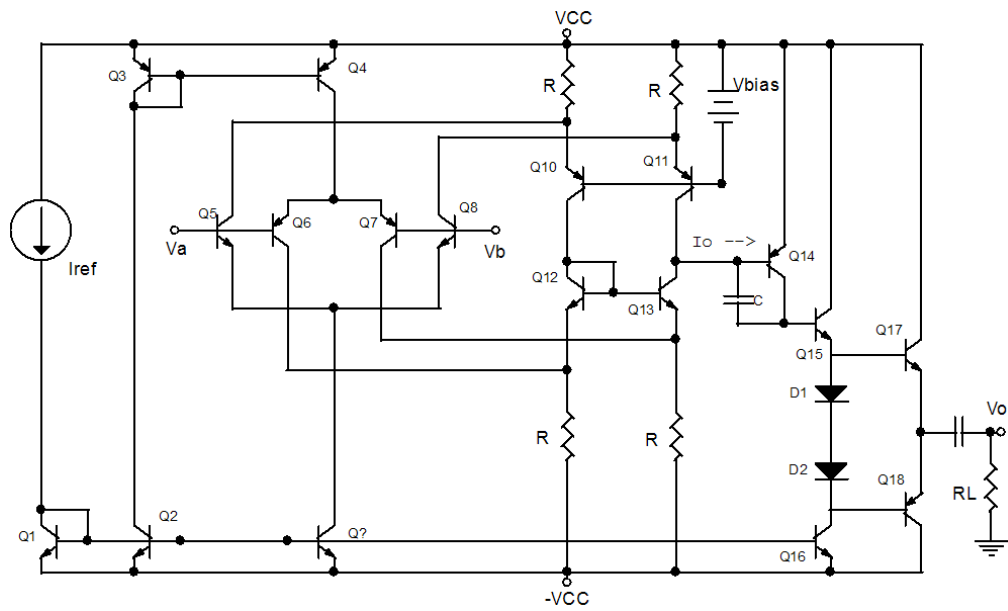 VCC
Q3
Q4
R
R
Vbias
Q10
Q11
Q5
Q6
Q7
Q8
Va
Vb
Iref
Io -->
Q14
Q12
Q13
C
Q15
Q17
D1
Vo
D2
Q18
RL
R
R
Q1
Q2
Q?
Q16
-VCC